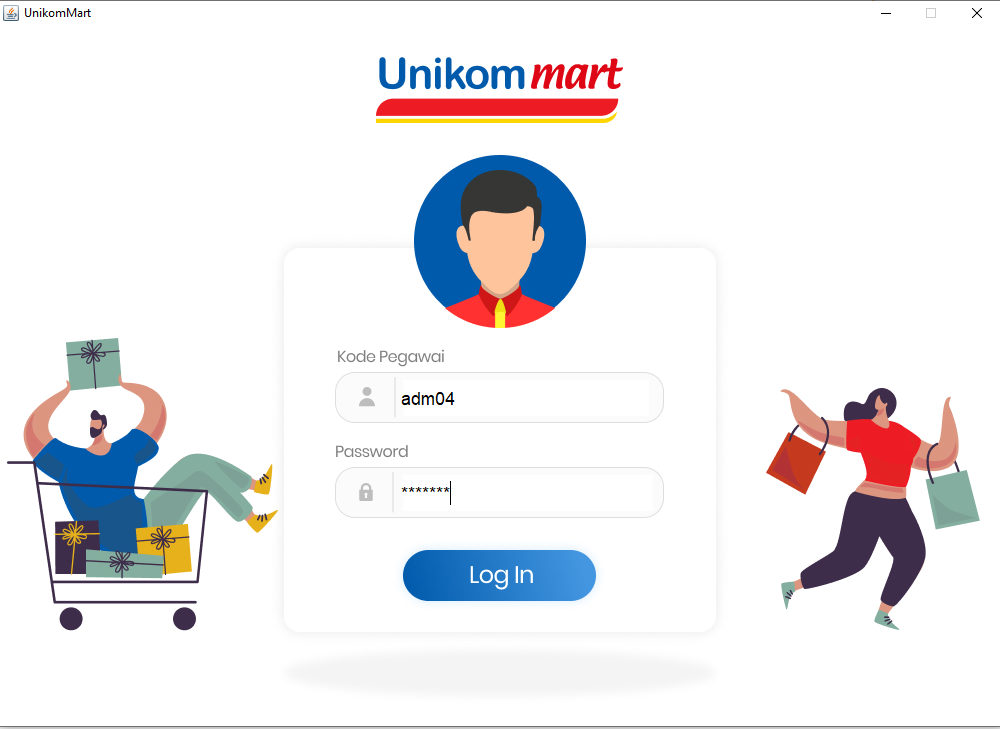 UnikomMart
Unikom mart
Kode Pegawai
adm04
Password
*******
Log In